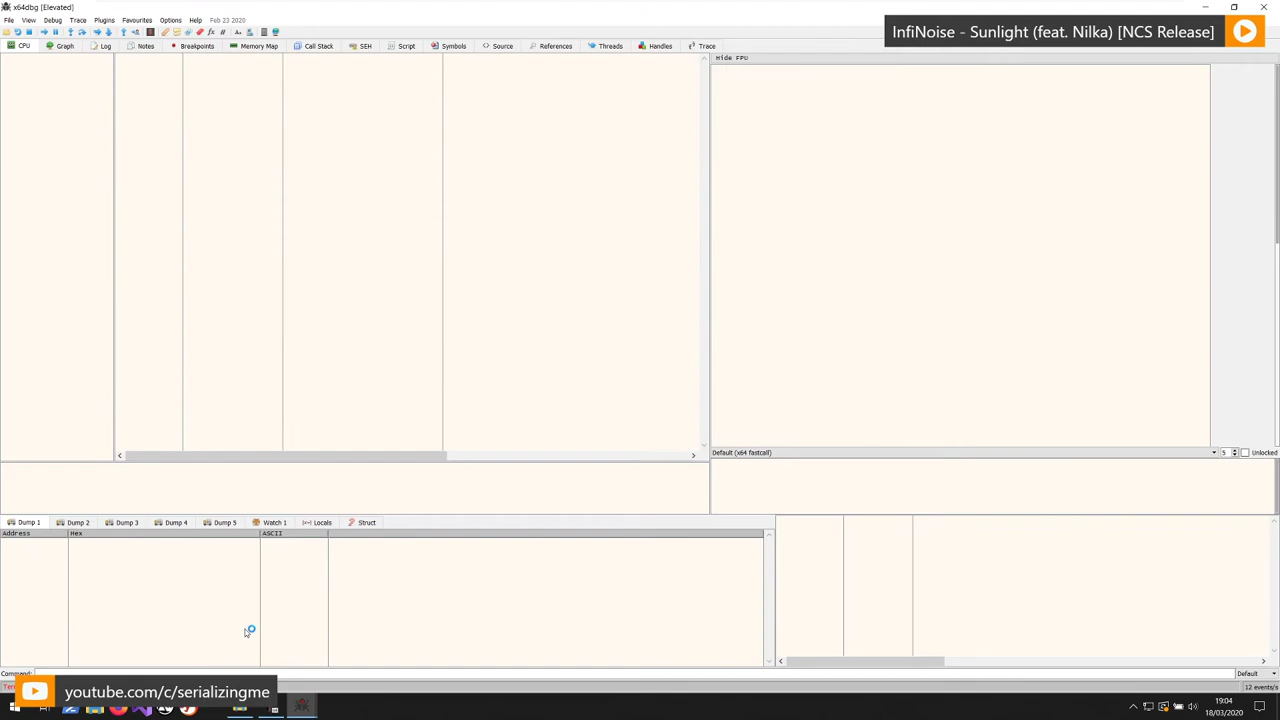 x64dbg [Elevated]
File View Debug Trace Plugins Favourites Options Help Feb 23 2020
InfiNoise - Sunlight (feat. Nilka) [NCS Release]
CPU Graph Log Notes Breakpoints Memory Map Call Stack SEH Script Symbols Source References Threads Handles Trace
Hide FPU
Default (x64 fastcall) 5 Unlocked
Dump 1 Dump 2 Dump 3 Dump 4 Dump 5 Watch 1 Locals Struct
Address Hex ASCII
Command: Default
12 events/s
youtube.com/c/serializingme
19:04
18/03/2020